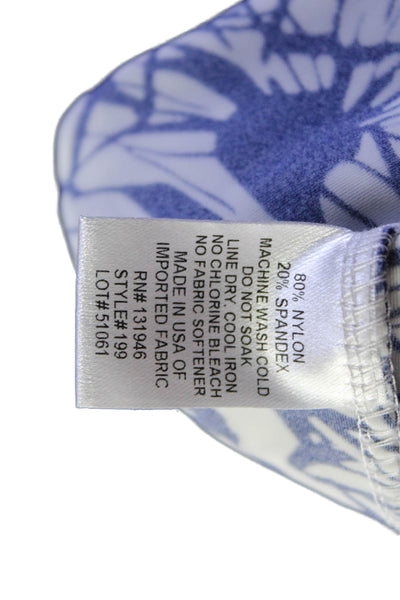 80% NYLON
20% SPANDEX
MACHINE WASH COLD
DO NOT SOAK
LINE DRY, COOL IRON
NO CHLORINE BLEACH
NO FABRIC SOFTENER
MADE IN USA OF
IMPORTED FABRIC
RN# 131946
STYLE# 199
LOT# 51061